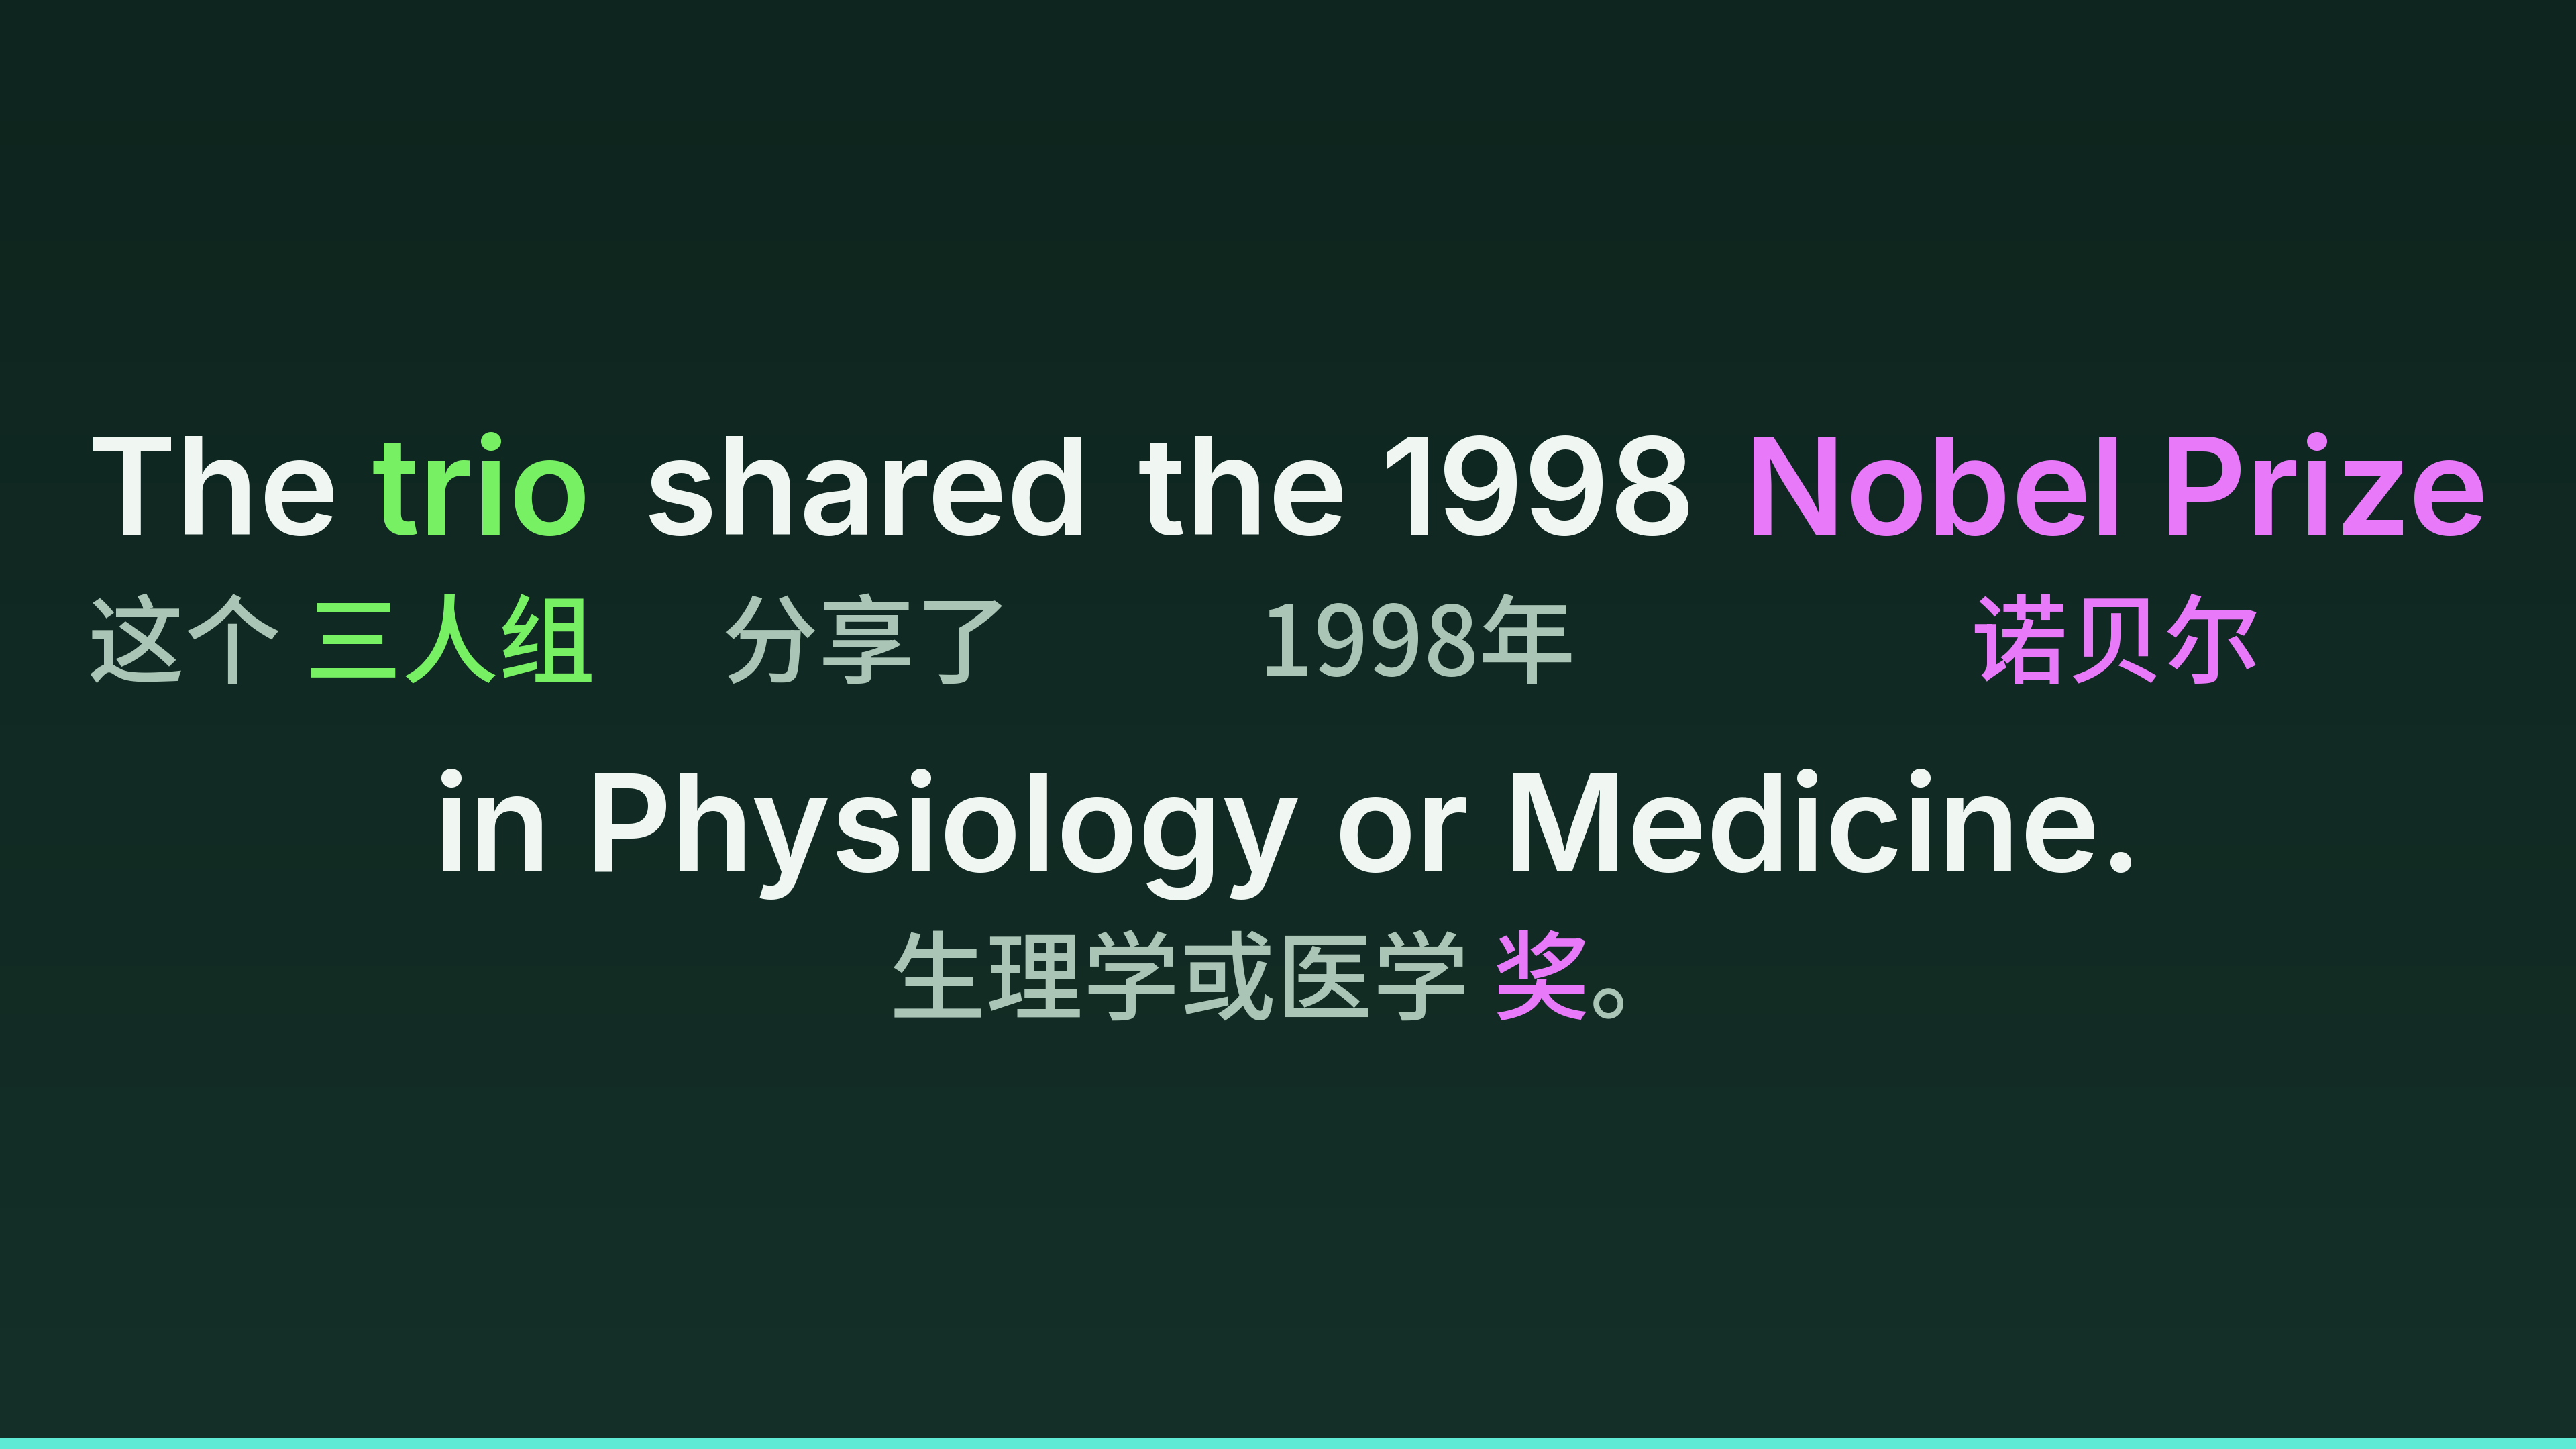 The trio shared the 1998 Nobel Prize
这个 三人组 分享了 1998年 诺贝尔
in Physiology or Medicine.
生理学或医学 奖。